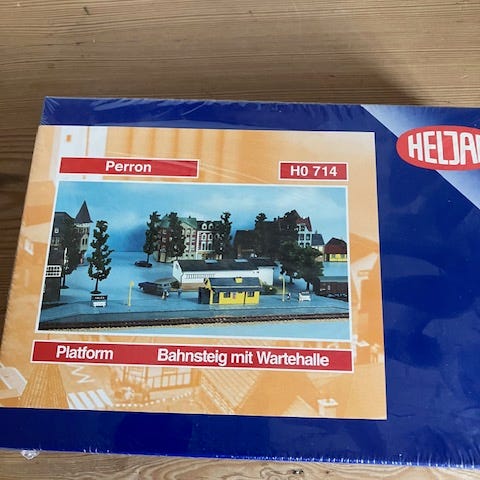 Perron
H0 714
HELJA
Platform Bahnsteig mit Wartehalle